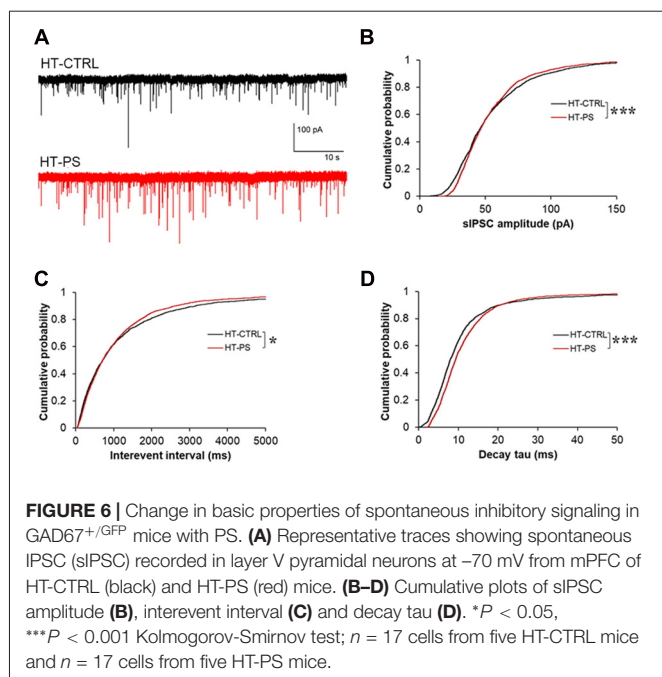 A
HT-CTRL
100 pA
10 s
HT-PS
B
Cumulative probability
1
0.8
0.6
0.4
0.2
0
0
50
100
150
sIPSC amplitude (pA)
HT-CTRL
HT-PS
***
C
Cumulative probability
1
0.8
0.6
0.4
0.2
0
0
1000
2000
3000
4000
5000
Interevent interval (ms)
HT-CTRL
HT-PS
*
D
Cumulative probability
1
0.8
0.6
0.4
0.2
0
0
10
20
30
40
50
Decay tau (ms)
HT-CTRL
HT-PS
***
FIGURE 6 | Change in basic properties of spontaneous inhibitory signaling in
GAD67+/GFP mice with PS. (A) Representative traces showing spontaneous
IPSC (sIPSC) recorded in layer V pyramidal neurons at –70 mV from mPFC of
HT-CTRL (black) and HT-PS (red) mice. (B–D) Cumulative plots of sIPSC
amplitude (B), interevent interval (C) and decay tau (D). *P < 0.05,
***P < 0.001 Kolmogorov-Smirnov test; n = 17 cells from five HT-CTRL mice
and n = 17 cells from five HT-PS mice.